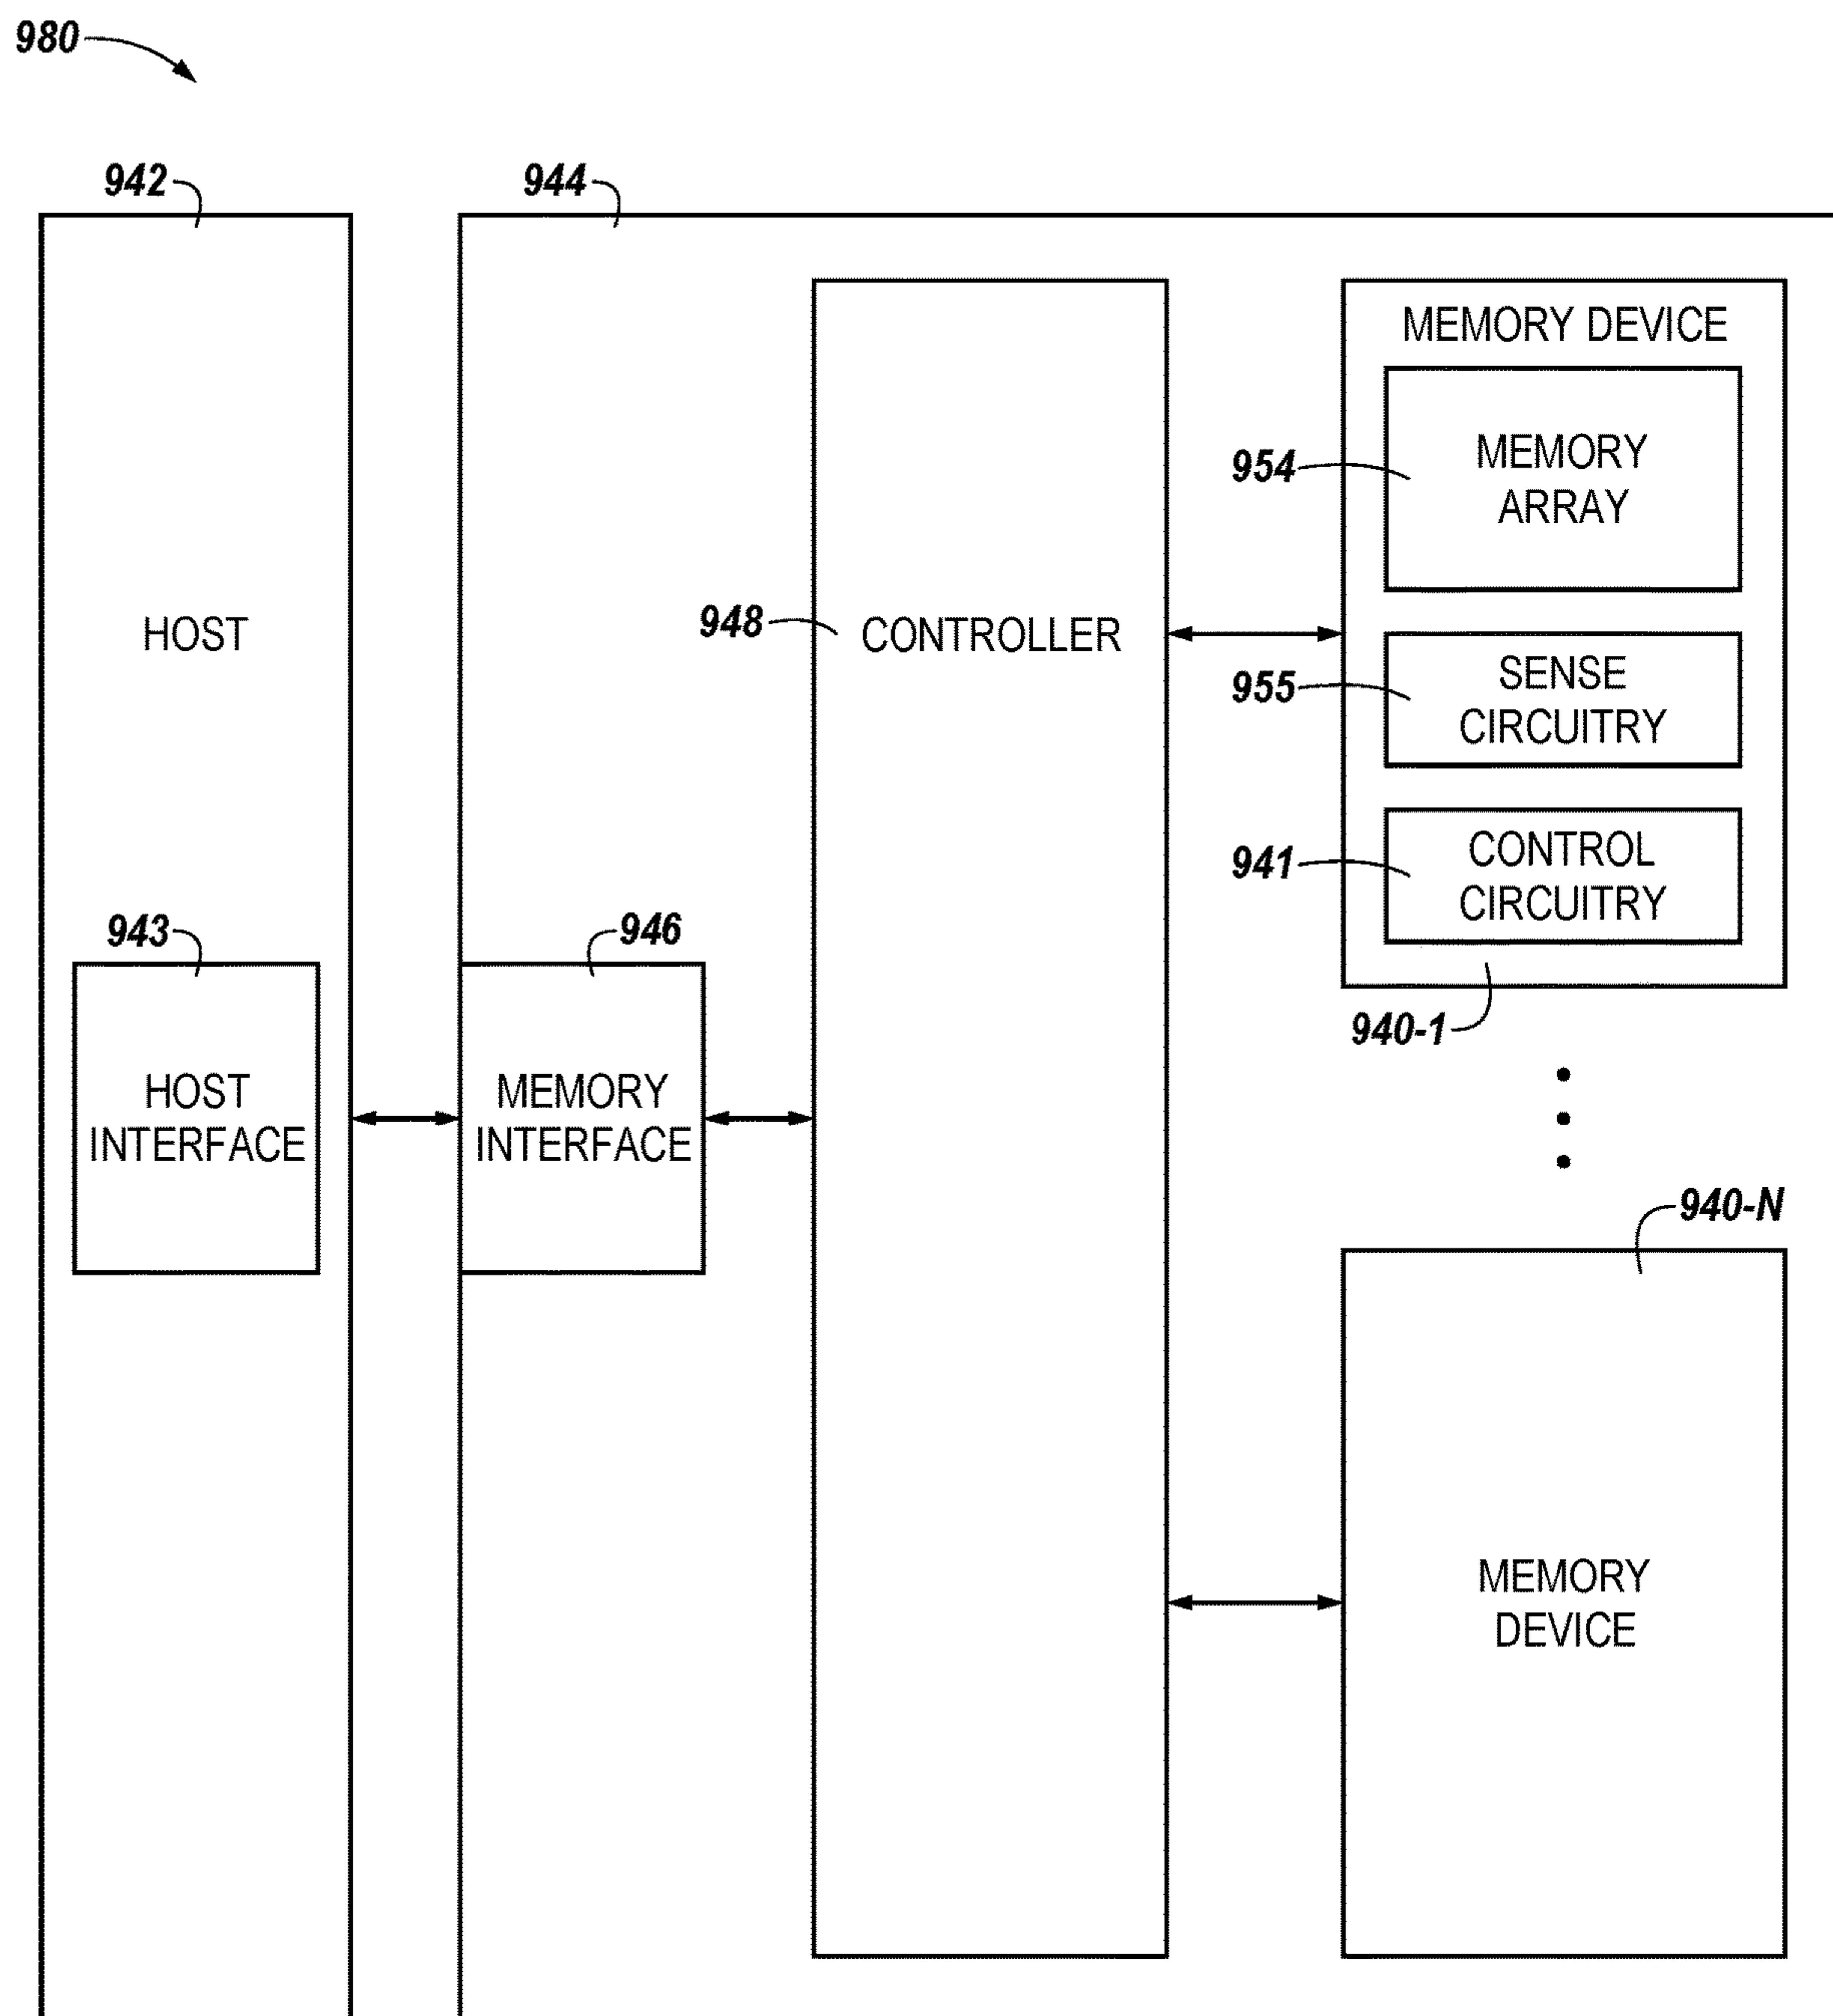 980
942
944
MEMORY DEVICE
954
MEMORY
ARRAY
948
HOST
CONTROLLER
955
SENSE
CIRCUITRY
941
CONTROL
CIRCUITRY
943
946
940-1
HOST
INTERFACE
MEMORY
INTERFACE
940-N
MEMORY
DEVICE